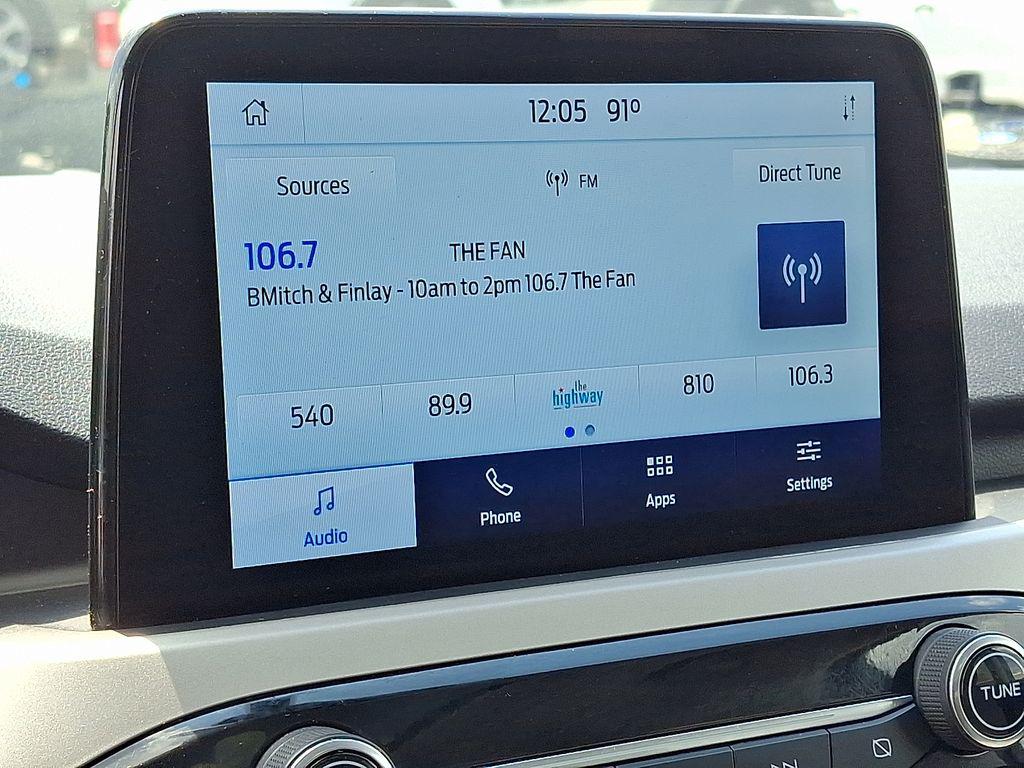 12:05 91º
Sources
FM
Direct Tune
106.7
THE FAN
BMitch & Finlay - 10am to 2pm 106.7 The Fan
540
89.9
the
highway
810
106.3
Audio
Phone
Apps
Settings
TUNE